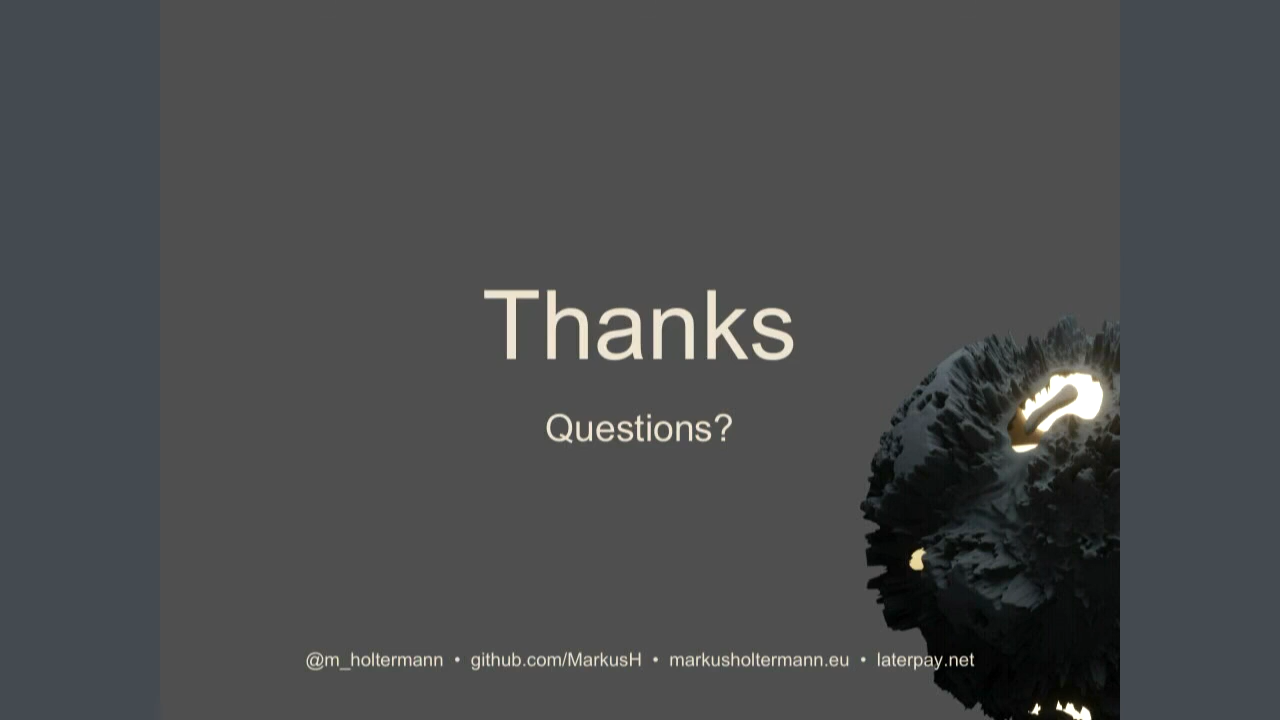 Thanks
Questions?
@m_holtermann • github.com/MarkusH • markusholtermann.eu • laterpay.net